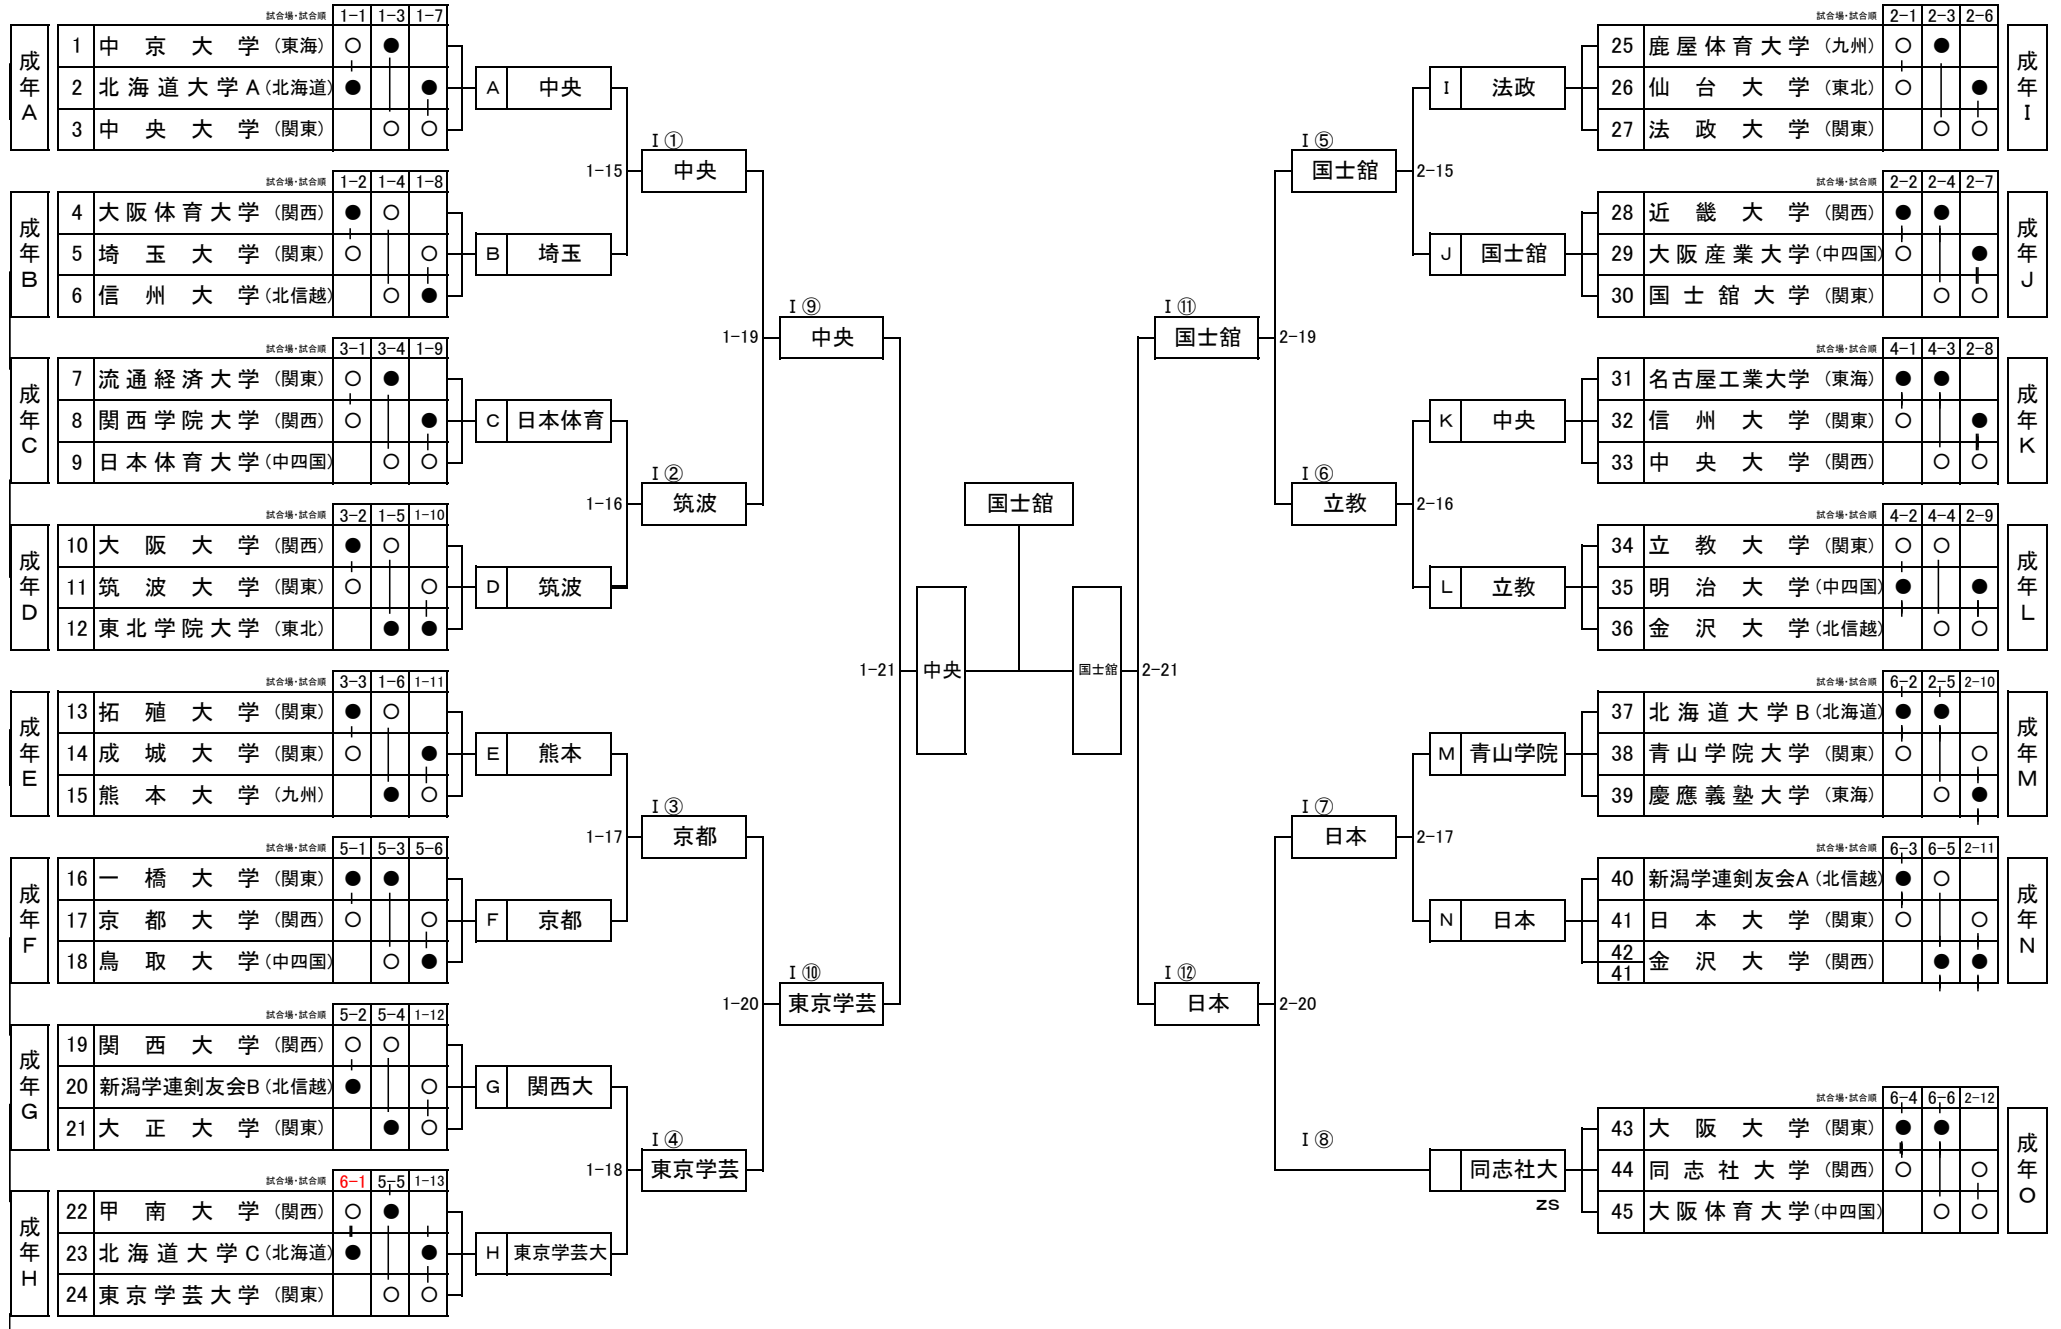 試合場・試合順 1-1 1-3 1-7
成年A
1 中京大学 (東海) ○ ●
2 北海道大学A (北海道) ● ●
3 中央大学 (関東) ○ ○
A 中央
試合場・試合順 1-2 1-4 1-8
成年B
4 大阪体育大学 (関西) ● ○
5 埼玉大学 (関東) ○ ○
6 信州大学 (北信越) ○ ●
B 埼玉
1-15
I ①
中央
試合場・試合順 3-1 3-4 1-9
成年C
7 流通経済大学 (関東) ○ ●
8 関西学院大学 (関西) ○ ●
9 日本体育大学 (中四国) ○ ○
C 日本体育
試合場・試合順 3-2 1-5 1-10
成年D
10 大阪大学 (関西) ● ○
11 筑波大学 (関東) ○ ○
12 東北学院大学 (東北) ● ●
D 筑波
1-16
I ②
筑波
1-19
I ⑨
中央
試合場・試合順 3-3 1-6 1-11
成年E
13 拓殖大学 (関東) ● ○
14 成城大学 (関東) ○ ●
15 熊本大学 (九州) ● ○
E 熊本
試合場・試合順 5-1 5-3 5-6
成年F
16 一橋大学 (関東) ● ●
17 京都大学 (関西) ○ ○
18 鳥取大学 (中四国) ○ ●
F 京都
1-17
I ③
京都
試合場・試合順 5-2 5-4 1-12
成年G
19 関西大学 (関西) ○ ○
20 新潟学連剣友会B (北信越) ● ○
21 大正大学 (関東) ● ○
G 関西大
試合場・試合順 6-1 5-5 1-13
成年H
22 甲南大学 (関西) ○ ●
23 北海道大学C (北海道) ● ●
24 東京学芸大学 (関東) ○ ○
H 東京学芸大
1-18
I ④
東京学芸
1-20
I ⑩
東京学芸
1-21
中央
国士舘
国士舘
2-21
I ⑪
国士舘
2-19
I ⑤
国士舘
2-15
I 法政
試合場・試合順 2-1 2-3 2-6
25 鹿屋体育大学 (九州) ○ ●
26 仙台大学 (東北) ○ ●
27 法政大学 (関東) ○ ○
成年I
J 国士舘
試合場・試合順 2-2 2-4 2-7
28 近畿大学 (関西) ● ●
29 大阪産業大学 (中四国) ○ ●
30 国士舘大学 (関東) ○ ○
成年J
I ⑥
立教
2-16
K 中央
試合場・試合順 4-1 4-3 2-8
31 名古屋工業大学 (東海) ● ●
32 信州大学 (関東) ○ ●
33 中央大学 (関西) ○ ○
成年K
L 立教
試合場・試合順 4-2 4-4 2-9
34 立教大学 (関東) ○ ○
35 明治大学 (中四国) ● ●
36 金沢大学 (北信越) ○ ○
成年L
I ⑫
日本
2-20
I ⑦
日本
2-17
M 青山学院
試合場・試合順 6-2 2-5 2-10
37 北海道大学B (北海道) ● ●
38 青山学院大学 (関東) ○ ○
39 慶應義塾大学 (東海) ○ ●
成年M
N 日本
試合場・試合順 6-3 6-5 2-11
40 新潟学連剣友会A (北信越) ● ○
41 日本大学 (関東) ○ ○
42 41 金沢大学 (関西) ● ●
成年N
I ⑧
同志社大
zs
試合場・試合順 6-4 6-6 2-12
43 大阪大学 (関東) ● ●
44 同志社大学 (関西) ○ ○
45 大阪体育大学 (中四国) ○ ○
成年O